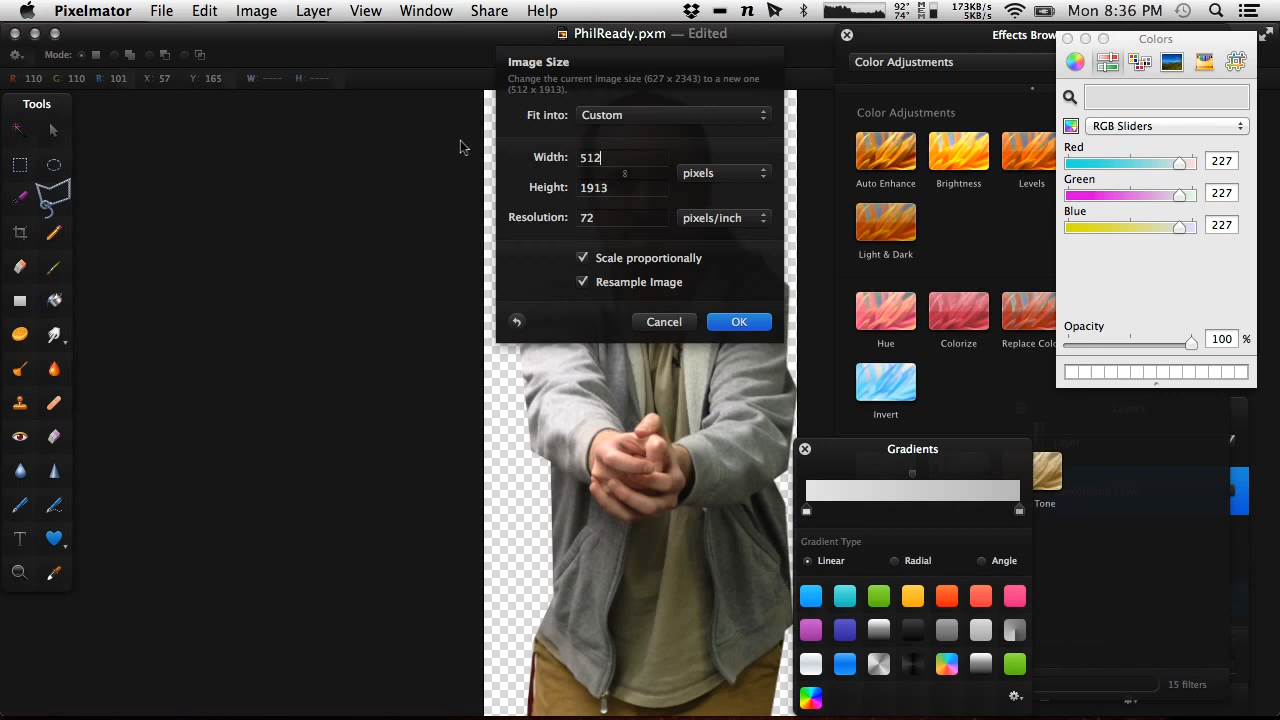 Pixelmator File Edit Image Layer View Window Share Help 92° 74° MEM 173KB/S 5KB/S Mon 8:36 PM
PhilReady.pxm — Edited
Mode:
R 110 G 110 B 101 X: 57 Y: 165 W: ---- H: ----
Tools
T
Image Size
Change the current image size (627 x 2343) to a new one
(512 x 1913).
Fit into: Custom
Width: 512
pixels
Height: 1913
Resolution: 72 pixels/inch
Scale proportionally
Resample Image
Cancel OK
Effects Brow
Color Adjustments
Color Adjustments
Auto Enhance Brightness Levels
Light & Dark
Hue Colorize Replace Colo
Invert
Tone
15 filters
Colors
RGB Sliders
Red
227
Green
227
Blue
227
Opacity
100 %
Layers
Layer
Gradients
Gradient Type
Linear Radial Angle